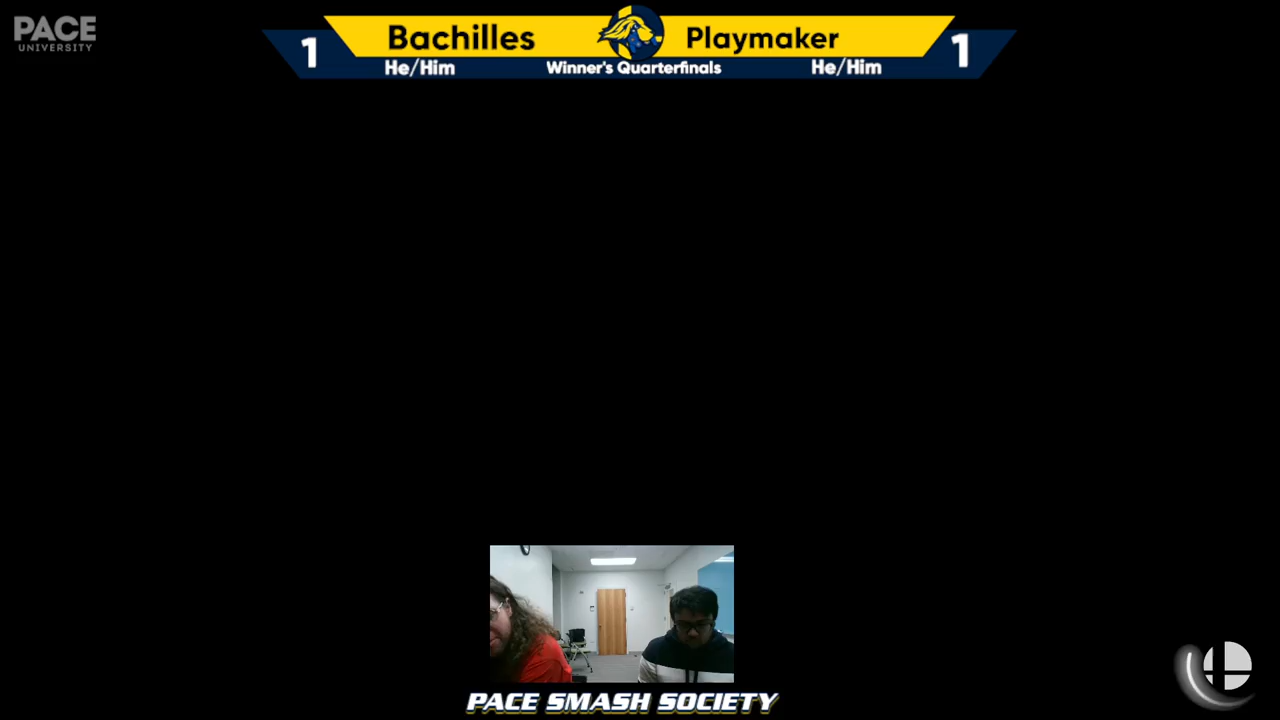 PACE
UNIVERSITY
1 Bachilles Playmaker 1
He/Him Winner's Quarterfinals He/Him
PACE SMASH SOCIETY